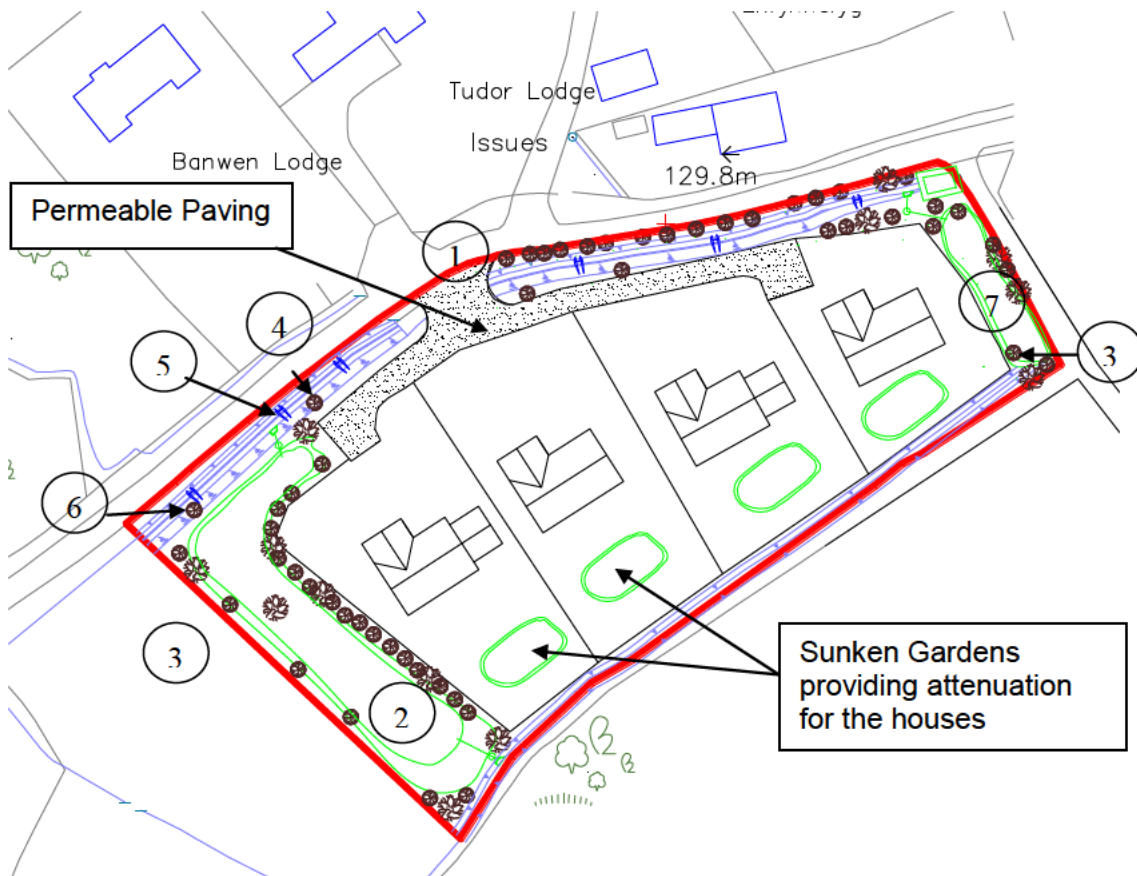 Tudor Lodge
Issues
Banwen Lodge
129.8m
Permeable Paving
1
4
5
7
3
6
3
2
Sunken Gardens
providing attenuation
for the houses